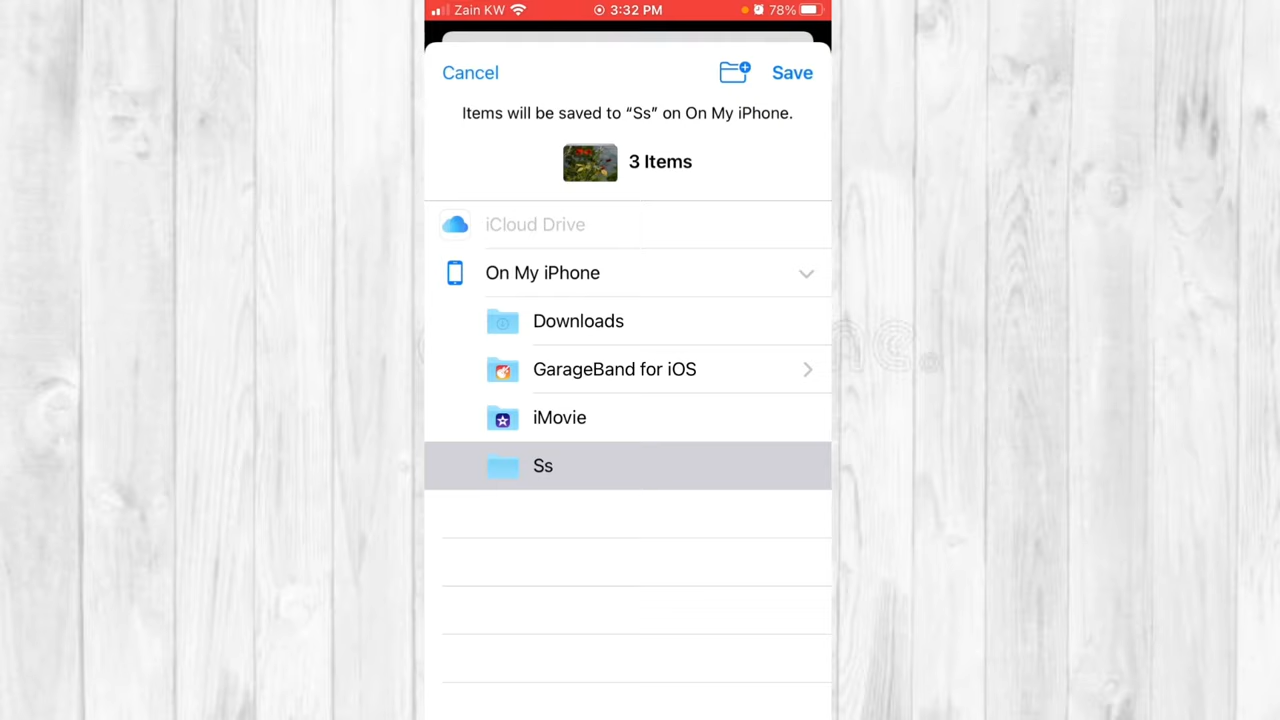 Zain KW 3:32 PM 78%
Cancel Save
Items will be saved to “Ss” on On My iPhone.
3 Items
iCloud Drive
On My iPhone
Downloads
GarageBand for iOS
iMovie
Ss